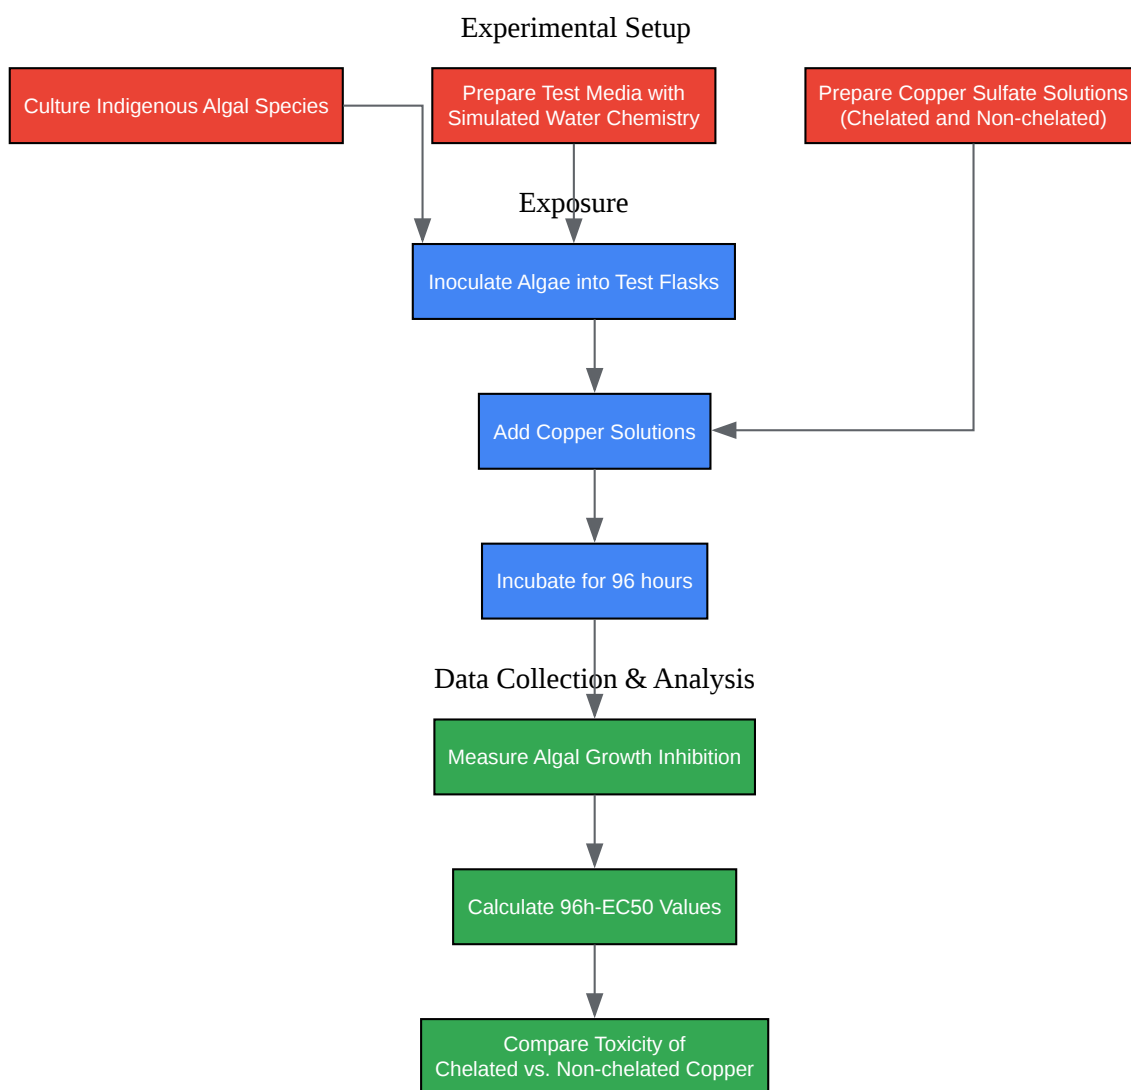 Experimental Setup
Culture Indigenous Algal Species
Prepare Test Media with
Simulated Water Chemistry
Prepare Copper Sulfate Solutions
(Chelated and Non-chelated)
Exposure
Inoculate Algae into Test Flasks
Add Copper Solutions
Incubate for 96 hours
Data Collection & Analysis
Measure Algal Growth Inhibition
Calculate 96h-EC50 Values
Compare Toxicity of
Chelated vs. Non-chelated Copper